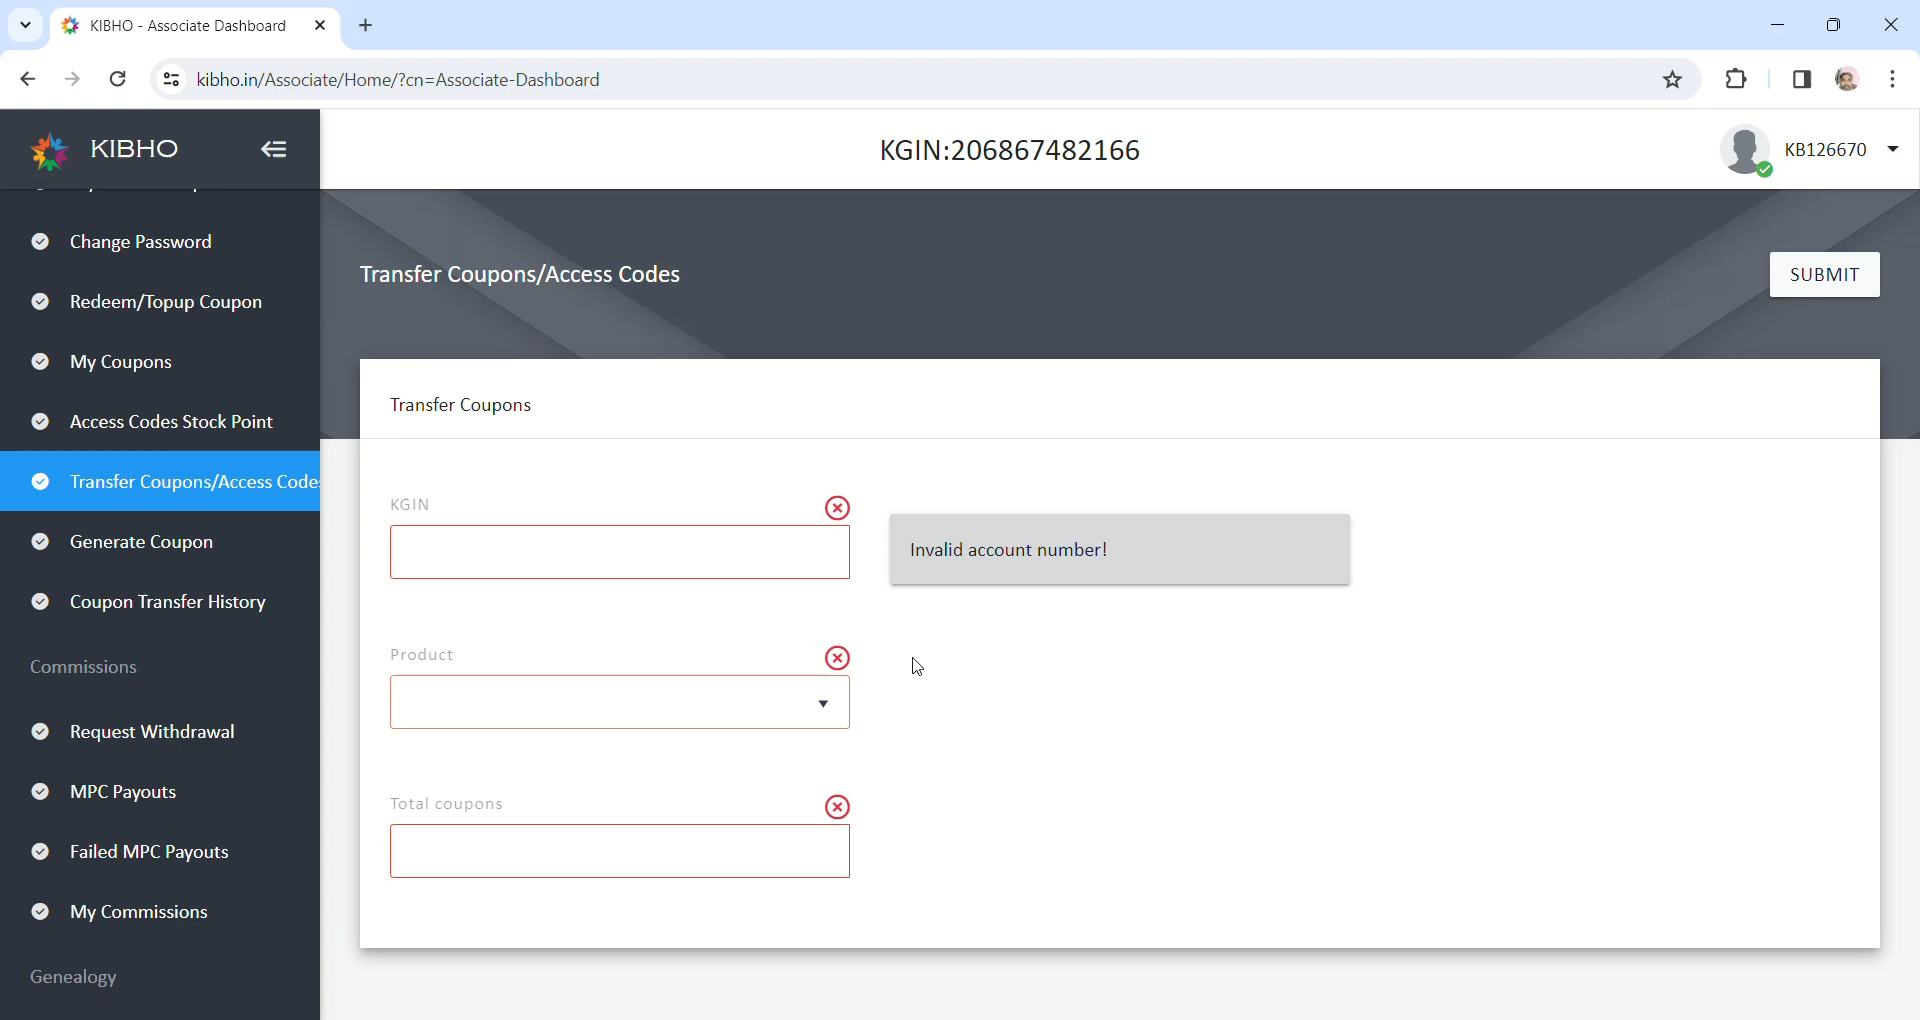 KIBHO - Associate Dashboard
kibho.in/Associate/Home/?cn=Associate-Dashboard
KIBHO
KGIN:206867482166
KB126670
Change Password
Redeem/Topup Coupon
My Coupons
Access Codes Stock Point
Transfer Coupons/Access Codes
Generate Coupon
Coupon Transfer History
Commissions
Request Withdrawal
MPC Payouts
Failed MPC Payouts
My Commissions
Genealogy
Transfer Coupons/Access Codes
SUBMIT
Transfer Coupons
KGIN
Invalid account number!
Product
Total coupons